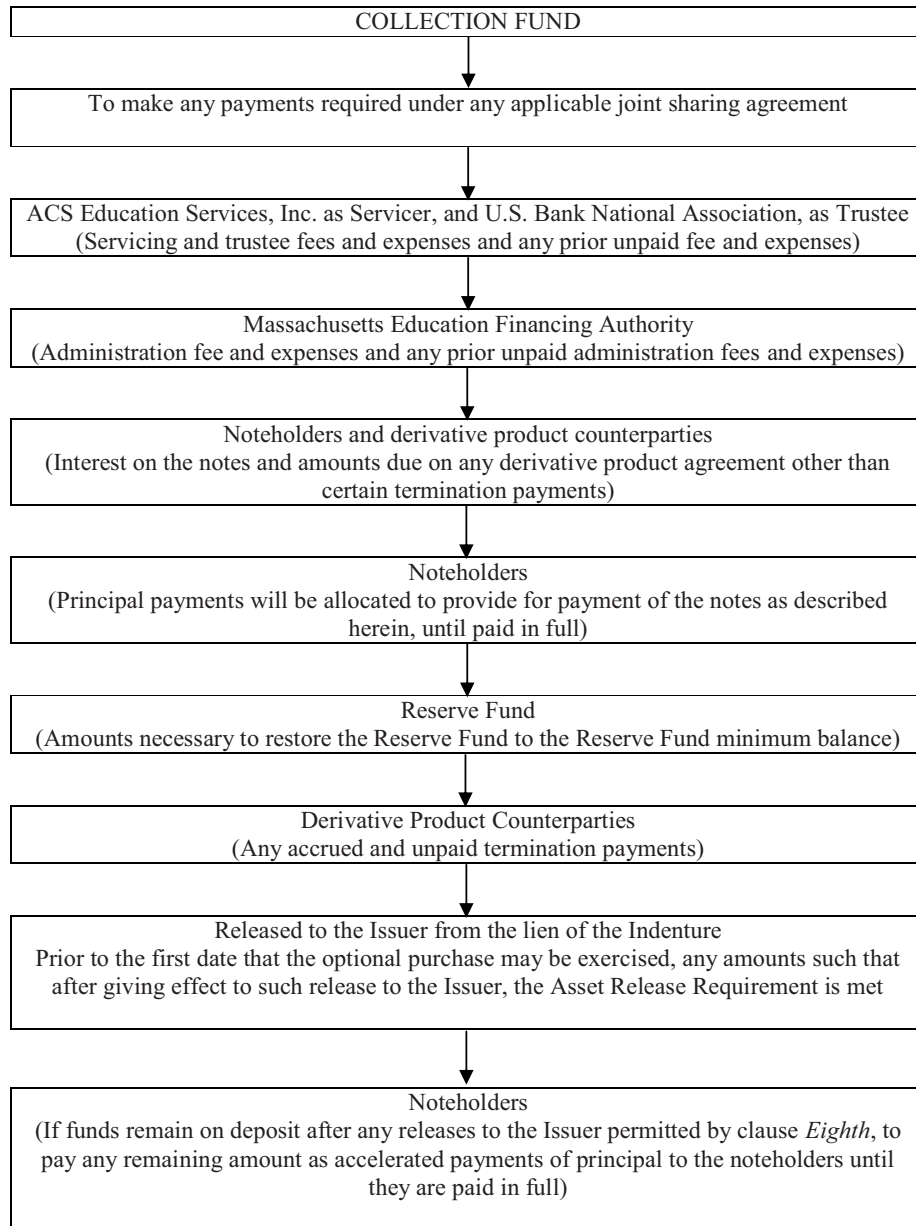 COLLECTION FUND
To make any payments required under any applicable joint sharing agreement
ACS Education Services, Inc. as Servicer, and U.S. Bank National Association, as Trustee
(Servicing and trustee fees and expenses and any prior unpaid fee and expenses)
Massachusetts Education Financing Authority
(Administration fee and expenses and any prior unpaid administration fees and expenses)
Noteholders and derivative product counterparties
(Interest on the notes and amounts due on any derivative product agreement other than
certain termination payments)
Noteholders
(Principal payments will be allocated to provide for payment of the notes as described
herein, until paid in full)
Reserve Fund
(Amounts necessary to restore the Reserve Fund to the Reserve Fund minimum balance)
Derivative Product Counterparties
(Any accrued and unpaid termination payments)
Released to the Issuer from the lien of the Indenture
Prior to the first date that the optional purchase may be exercised, any amounts such that
after giving effect to such release to the Issuer, the Asset Release Requirement is met
Noteholders
(If funds remain on deposit after any releases to the Issuer permitted by clause Eighth, to
pay any remaining amount as accelerated payments of principal to the noteholders until
they are paid in full)